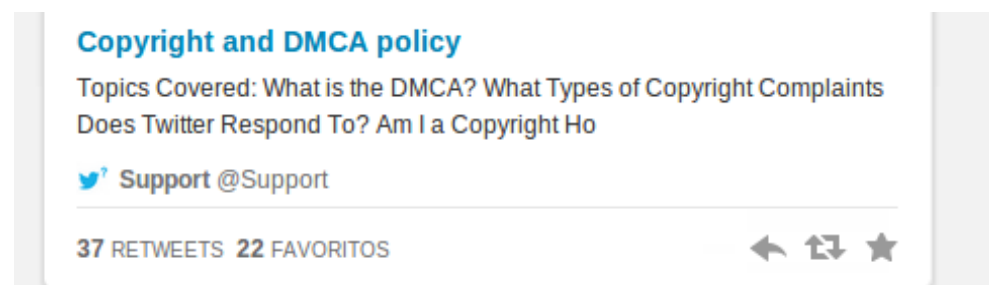 Copyright and DMCA policy
Topics Covered: What is the DMCA? What Types of Copyright Complaints
Does Twitter Respond To? Am I a Copyright Ho
Support @Support
37 RETWEETS 22 FAVORITOS